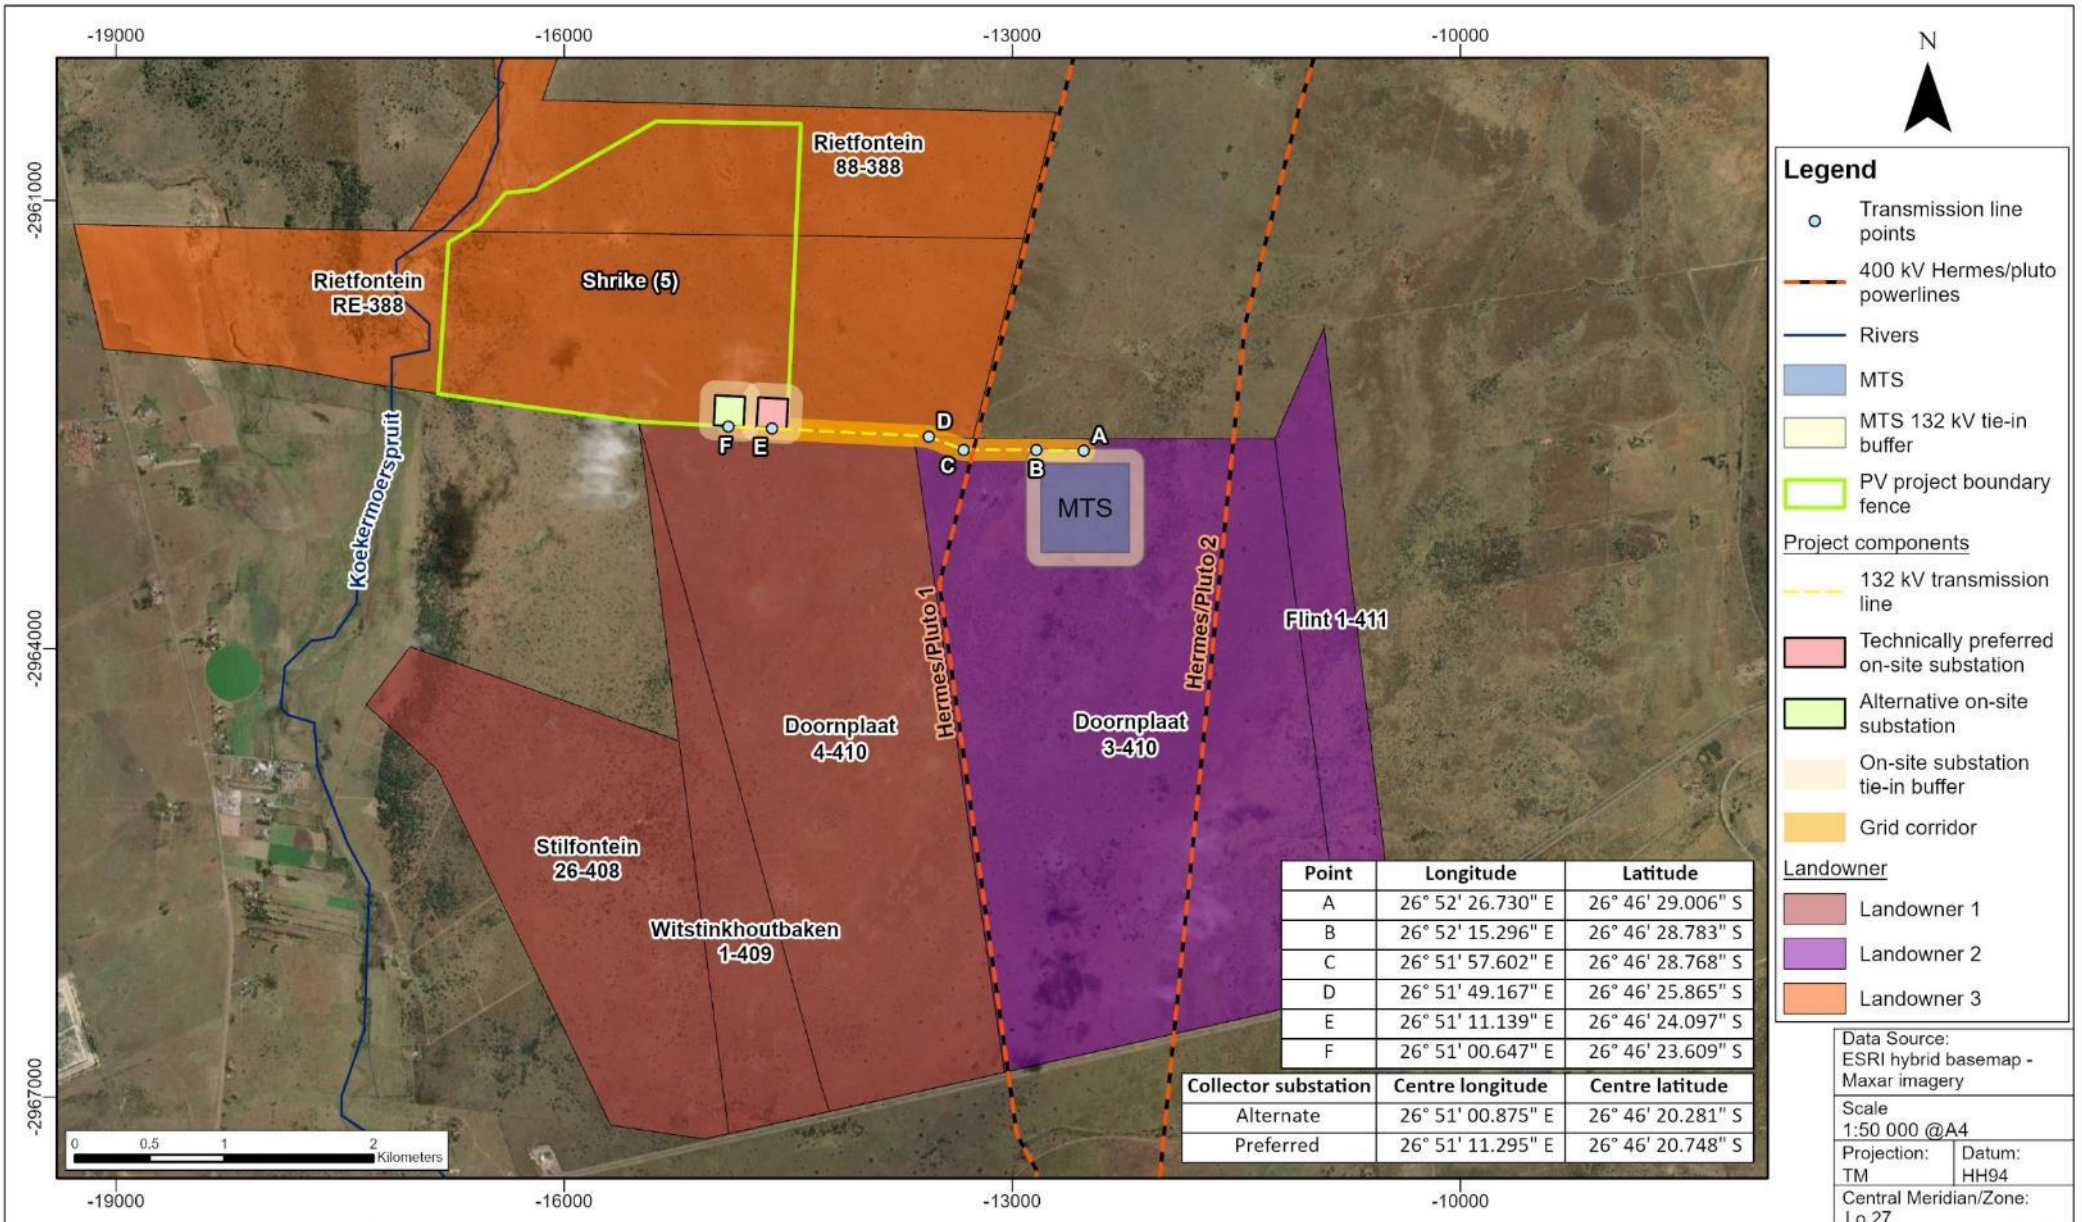 -19000
-16000
-13000
-10000
N
-2961000
-2964000
-2967000
Rietfontein
88-388
Rietfontein
RE-388
Shrike (5)
Koekermoerspruit
F
E
D
C
B
A
MTS
Hermes/Pluto 1
Hermes/Pluto 2
Flint 1-411
Doornplaat
4-410
Doornplaat
3-410
Stilfontein
26-408
Witstinkhoutbaken
1-409
0 0.5 1 2
Kilometers
-19000
-16000
-13000
-10000
Point Longitude Latitude
A 26° 52' 26.730" E 26° 46' 29.006" S
B 26° 52' 15.296" E 26° 46' 28.783" S
C 26° 51' 57.602" E 26° 46' 28.768" S
D 26° 51' 49.167" E 26° 46' 25.865" S
E 26° 51' 11.139" E 26° 46' 24.097" S
F 26° 51' 00.647" E 26° 46' 23.609" S
Collector substation Centre longitude Centre latitude
Alternate 26° 51' 00.875" E 26° 46' 20.281" S
Preferred 26° 51' 11.295" E 26° 46' 20.748" S
Legend
Transmission line
points
400 kV Hermes/pluto
powerlines
Rivers
MTS
MTS 132 kV tie-in
buffer
PV project boundary
fence
Project components
132 kV transmission
line
Technically preferred
on-site substation
Alternative on-site
substation
On-site substation
tie-in buffer
Grid corridor
Landowner
Landowner 1
Landowner 2
Landowner 3
Data Source:
ESRI hybrid basemap -
Maxar imagery
Scale
1:50 000 @A4
Projection:
TM
Datum:
HH94
Central Meridian/Zone:
Lo 27